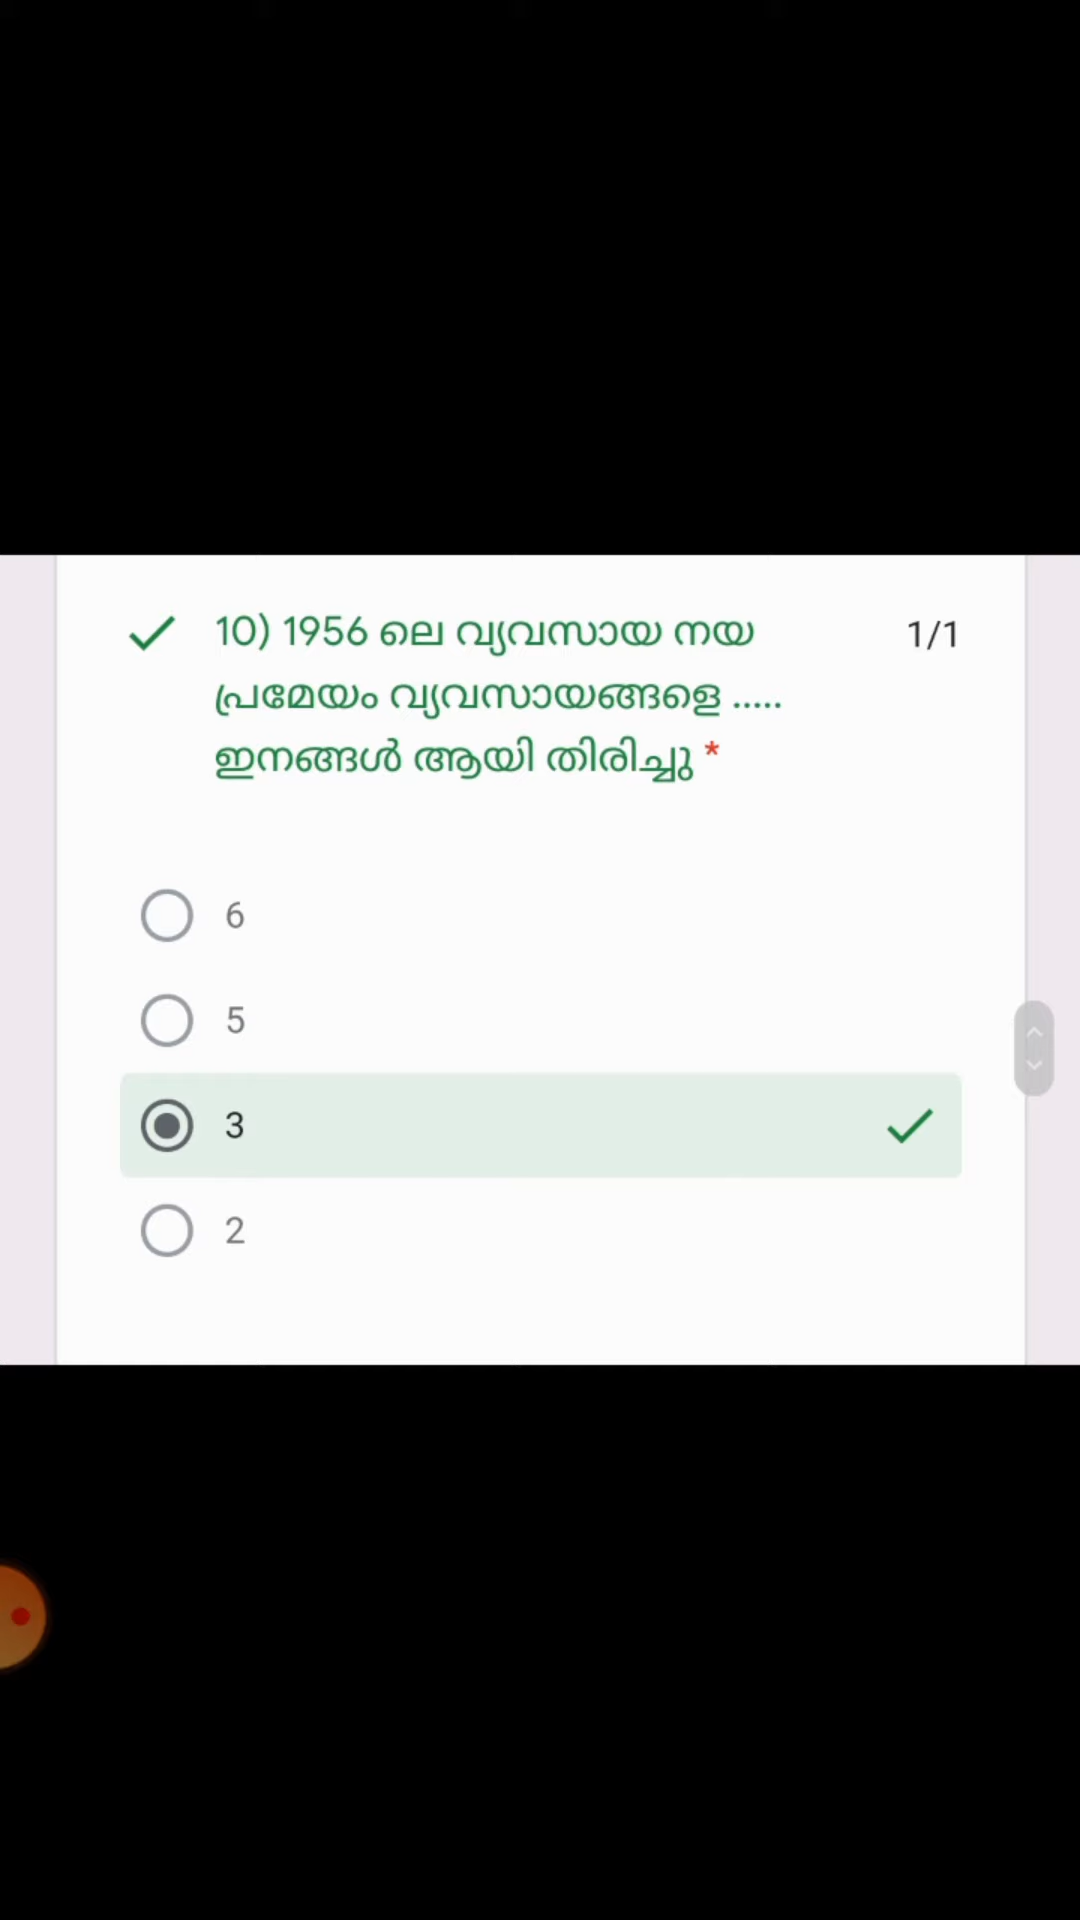 10) 1956 ലെ വ്യവസായ നയ 1/1
പ്രമേയം വ്യവസായങ്ങളെ .....
ഇനങ്ങൾ ആയി തിരിച്ചു *
6
5
3
2